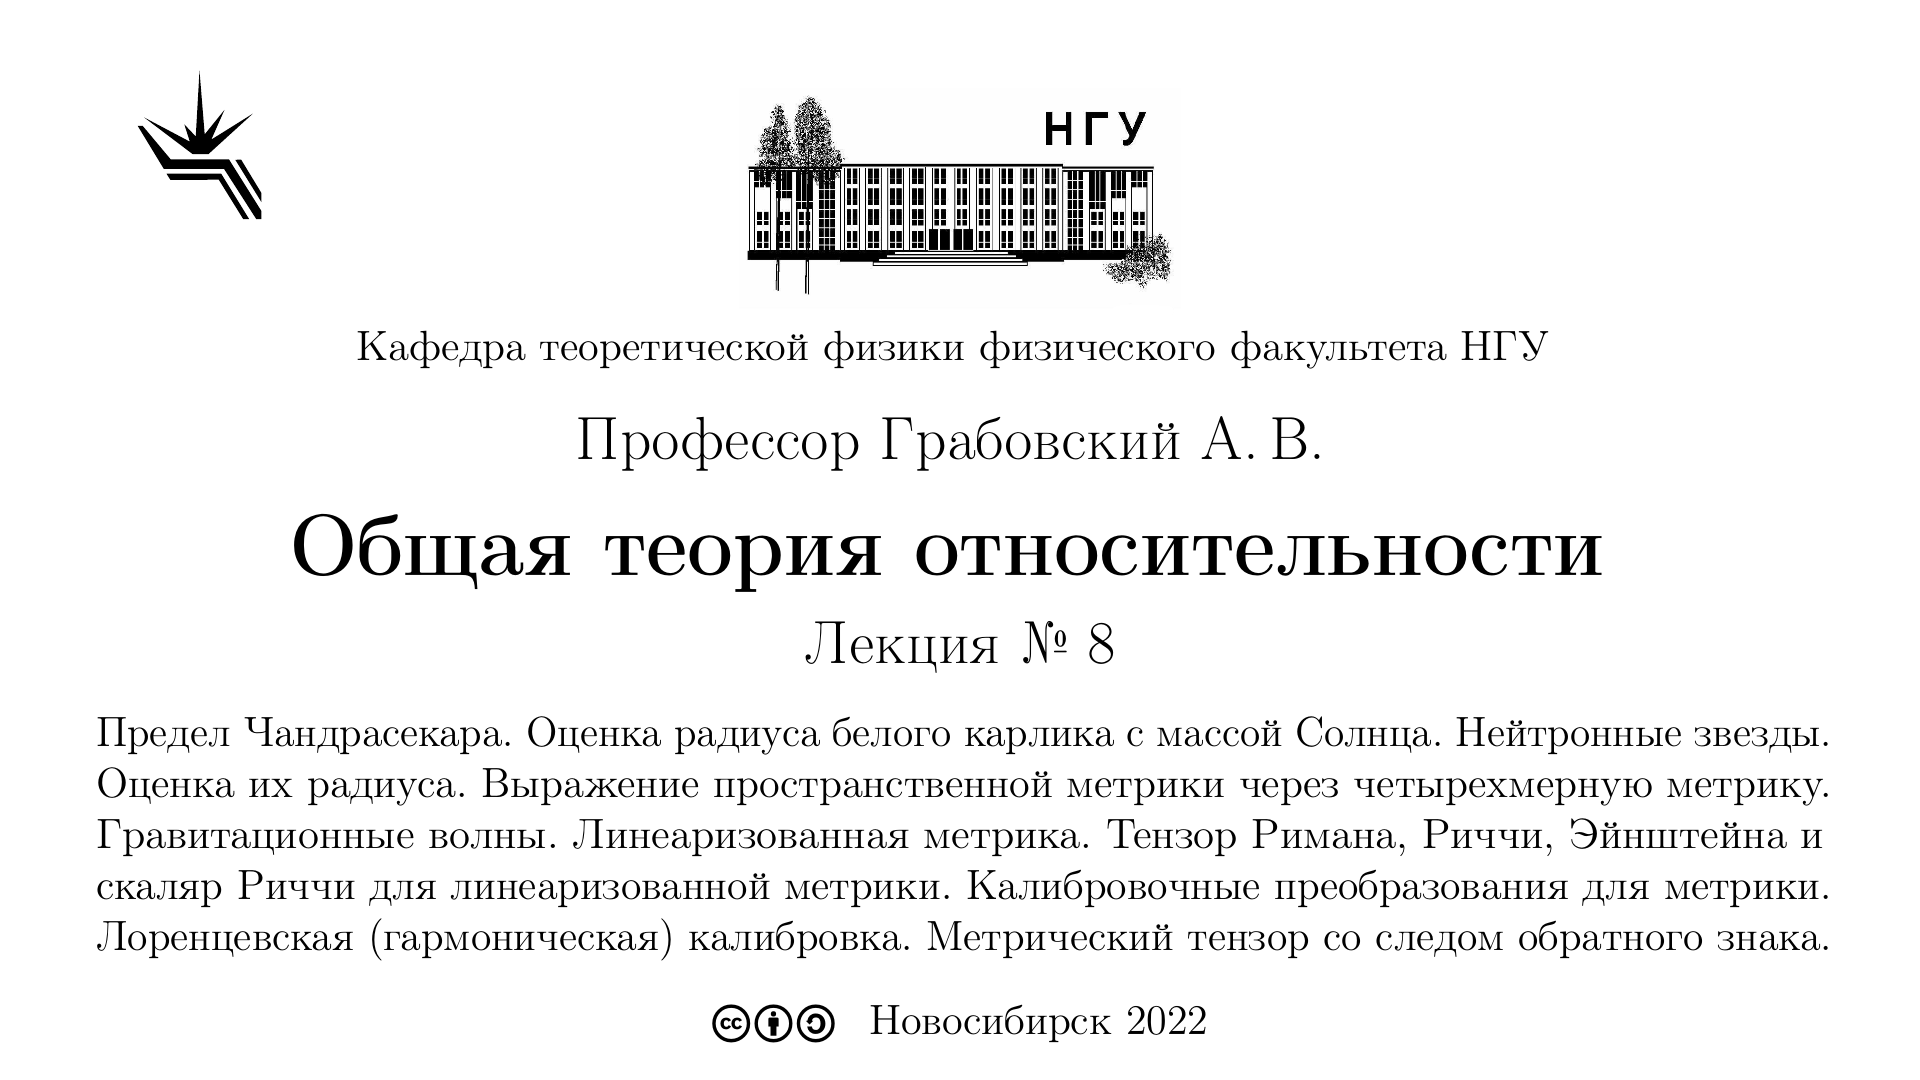 НГУ
Кафедра теоретической физики физического факультета НГУ
Профессор Грабовский А. В.
Общая теория относительности
Лекция № 8
Предел Чандрасекара. Оценка радиуса белого карлика с массой Солнца. Нейтронные звезды.
Оценка их радиуса. Выражение пространственной метрики через четырехмерную метрику.
Гравитационные волны. Линеаризованная метрика. Тензор Римана, Риччи, Эйнштейна и
скаляр Риччи для линеаризованной метрики. Калибровочные преобразования для метрики.
Лоренцевская (гармоническая) калибровка. Метрический тензор со следом обратного знака.
cc Новосибирск 2022